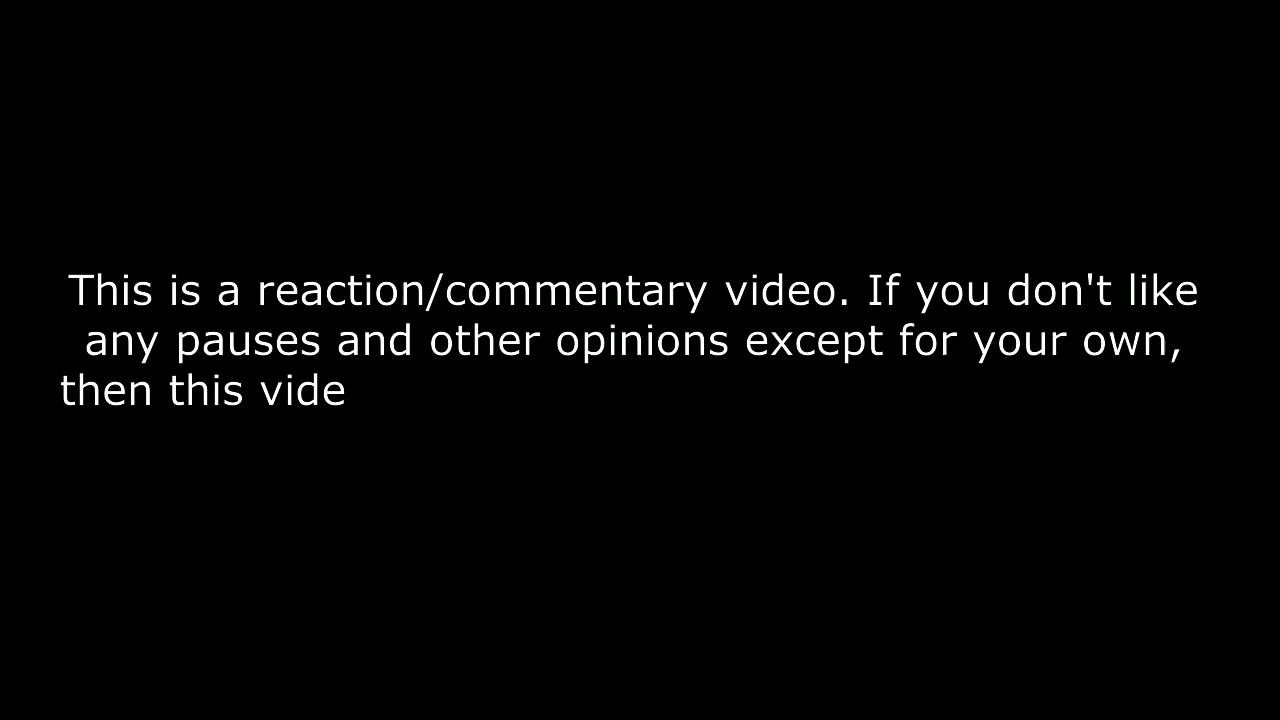 This is a reaction/commentary video. If you don't like
any pauses and other opinions except for your own,
then this vide